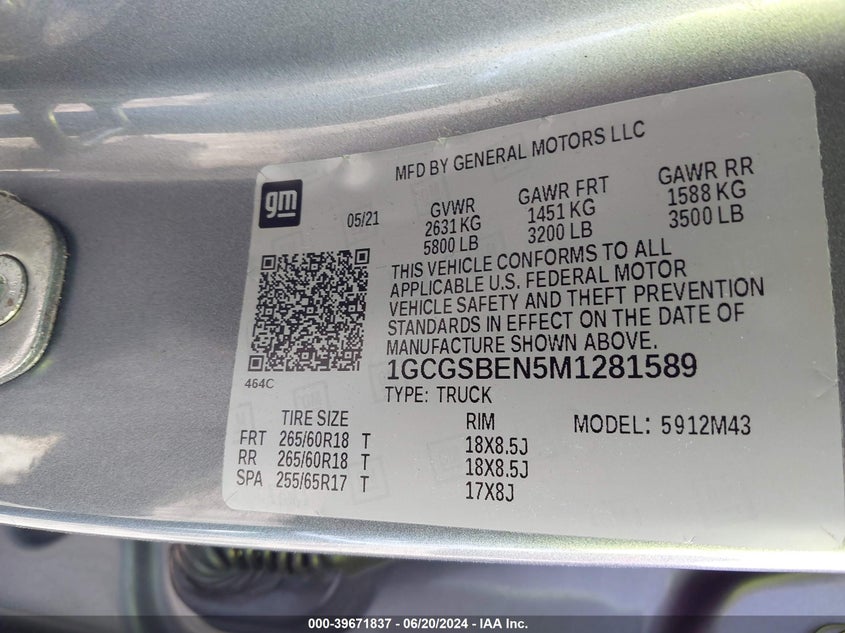 MFD BY GENERAL MOTORS LLC
gm
05/21
GVWR GAWR FRT GAWR RR
2631 KG 1451 KG 1588 KG
5800 LB 3200 LB 3500 LB
THIS VEHICLE CONFORMS TO ALL
APPLICABLE U.S. FEDERAL MOTOR
VEHICLE SAFETY AND THEFT PREVENTION
STANDARDS IN EFFECT ON THE DATE OF
MANUFACTURE SHOWN ABOVE.
1GCGSBEN5M1281589
464C
TYPE: TRUCK
TIRE SIZE RIM MODEL: 5912M43
FRT 265/60R18 T 18X8.5J
RR 265/60R18 T 18X8.5J
SPA 255/65R17 T 17X8J
000-39671837 - 06/20/2024 - IAA Inc.